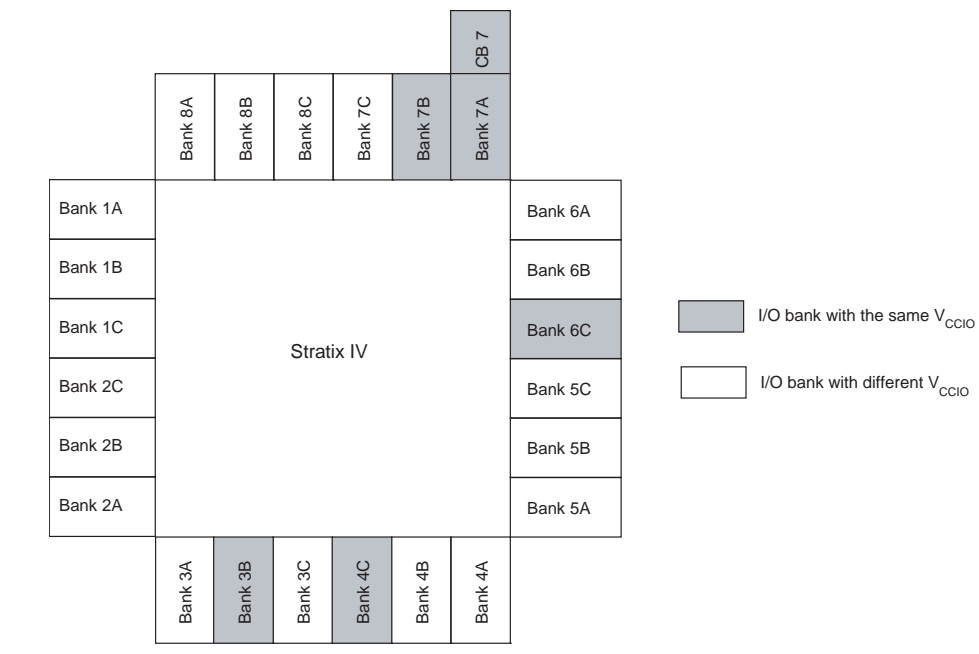 CB 7
Bank 8A
Bank 8B
Bank 8C
Bank 7C
Bank 7B
Bank 7A
Bank 1A
Bank 1B
Bank 1C
Bank 2C
Bank 2B
Bank 2A
Stratix IV
Bank 6A
Bank 6B
Bank 6C
Bank 5C
Bank 5B
Bank 5A
Bank 3A
Bank 3B
Bank 3C
Bank 4C
Bank 4B
Bank 4A
I/O bank with the same VCCIO
I/O bank with different VCCIO